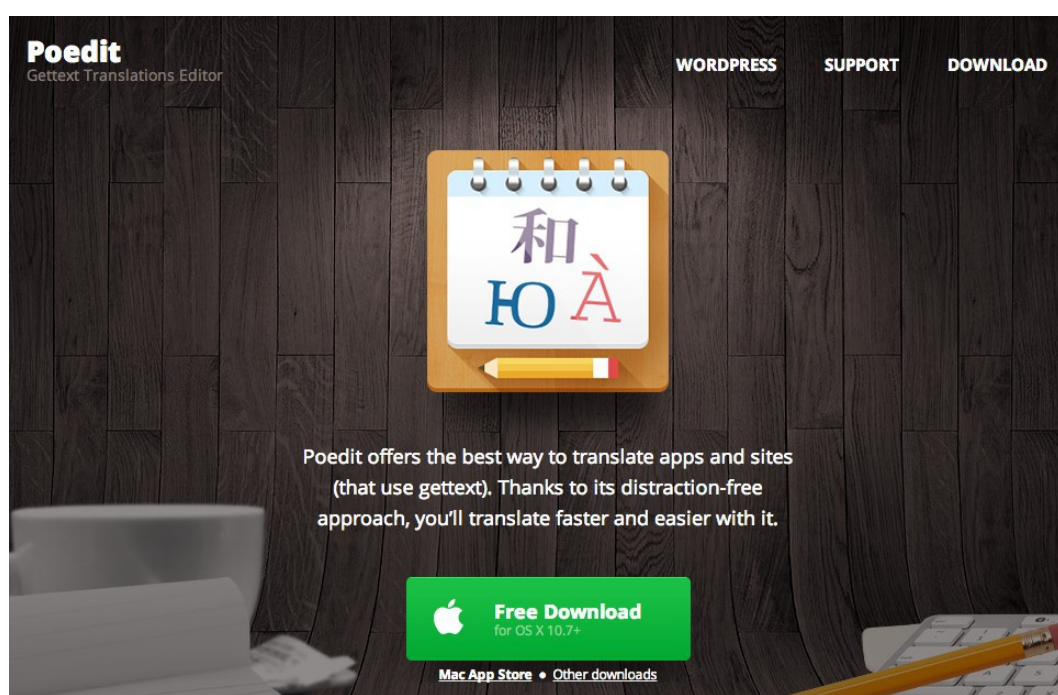 Poedit
Gettext Translations Editor
WORDPRESS SUPPORT DOWNLOAD
和
Ю À
Poedit offers the best way to translate apps and sites
(that use gettext). Thanks to its distraction-free
approach, you’ll translate faster and easier with it.
Free Download
for OS X 10.7+
Mac App Store ● Other downloads